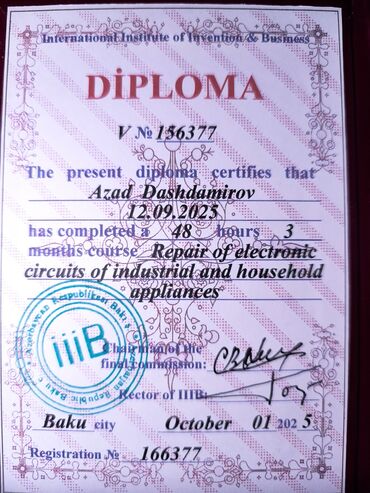 International Institute of Invention & Business
DİPLOMA
V № 156377
The present diploma certifies that
Azad Dashdamirov
12.09.2025
has completed a 48 hours 3
months course Repair of electronic
circuits of industrial and household
appliances
Chairman of the
final commission:
Rector of IIIB:
Baku city October 01 2025
Registration № 166377
iiiB